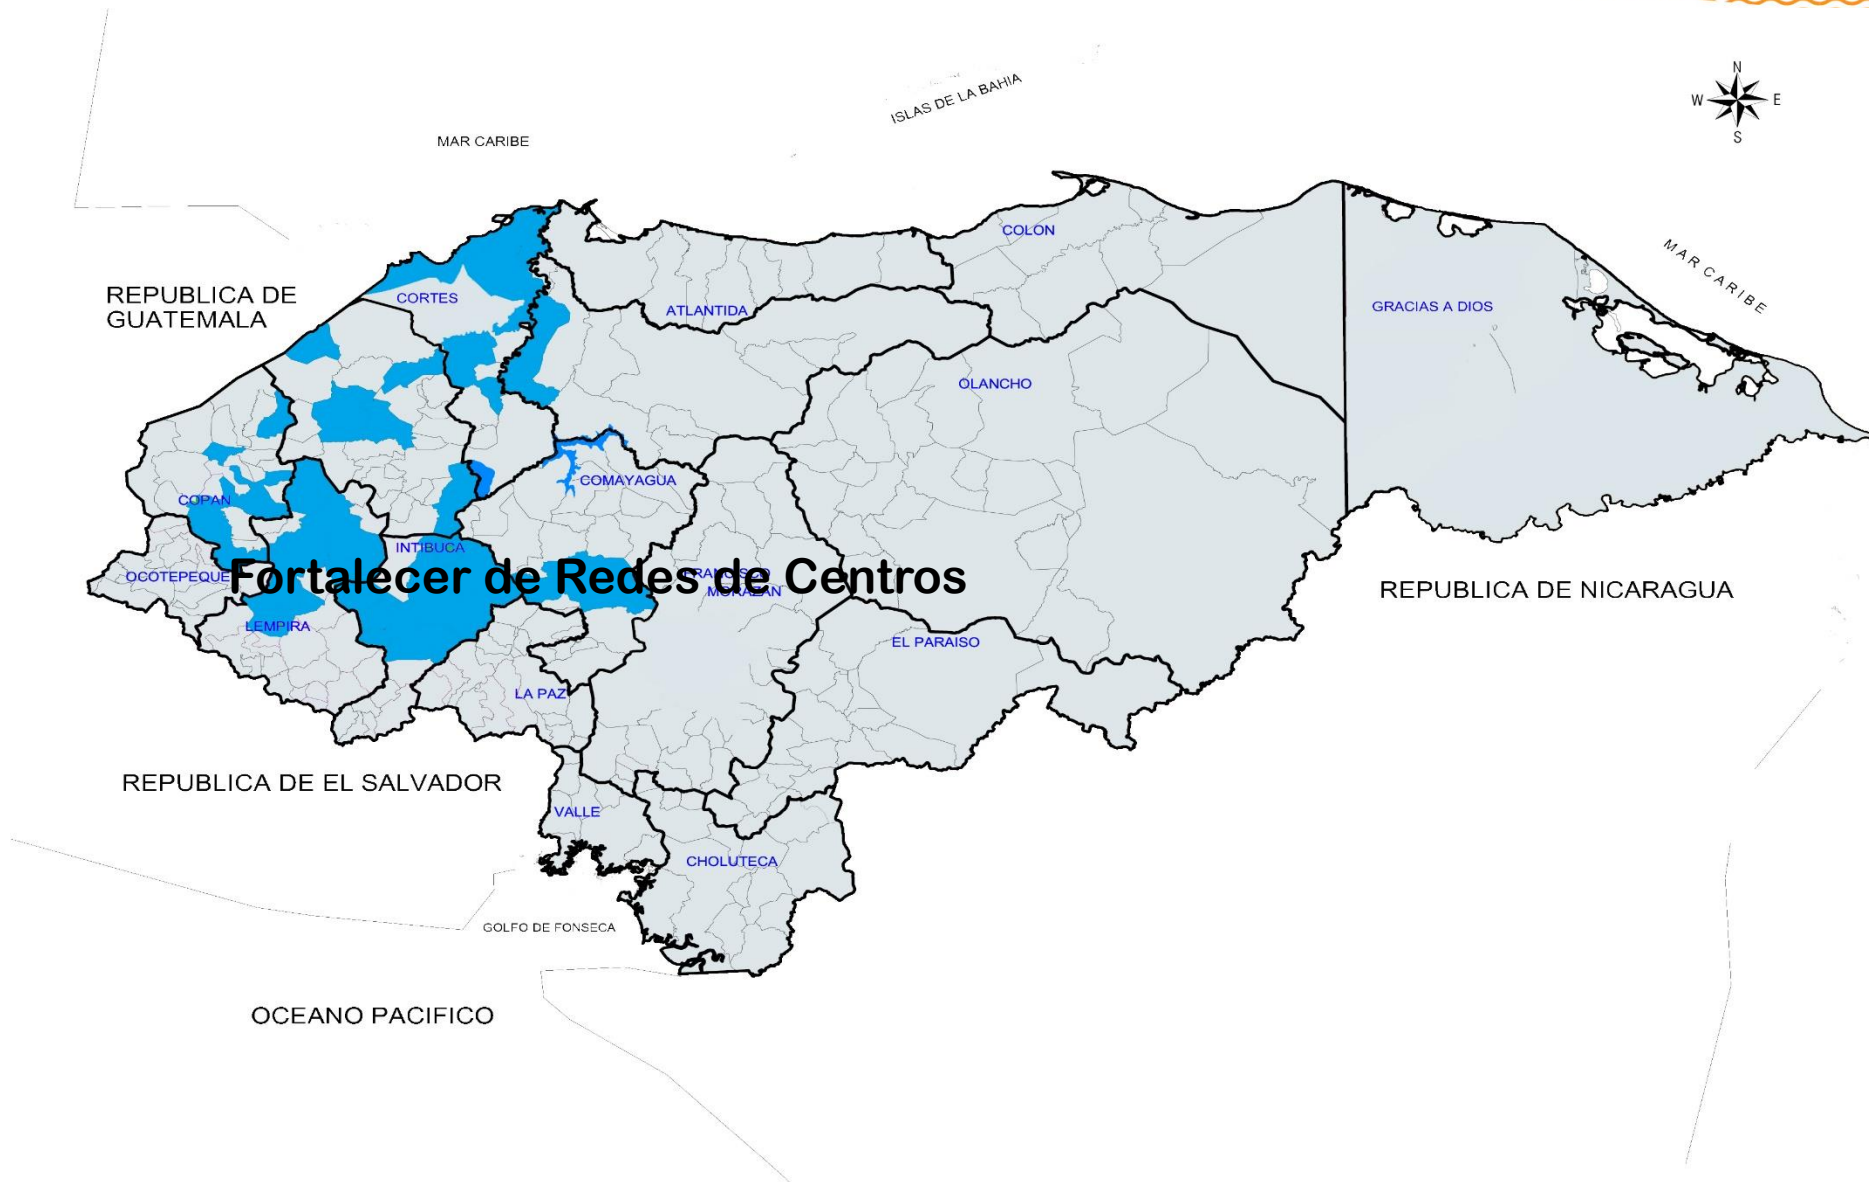 N
W E
S
ISLAS DE LA BAHIA
MAR CARIBE
COLON
MAR CARIBE
REPUBLICA DE
GUATEMALA
CORTES
ATLANTIDA
GRACIAS A DIOS
OLANCHO
COMAYAGUA
COPAN
INTIBUCA
OCOTEPEQUE
Fortalecer de Redes de Centros
FRANCISCO
MORAZAN
REPUBLICA DE NICARAGUA
LEMPIRA
EL PARAISO
LA PAZ
REPUBLICA DE EL SALVADOR
VALLE
CHOLUTECA
GOLFO DE FONSECA
OCEANO PACIFICO